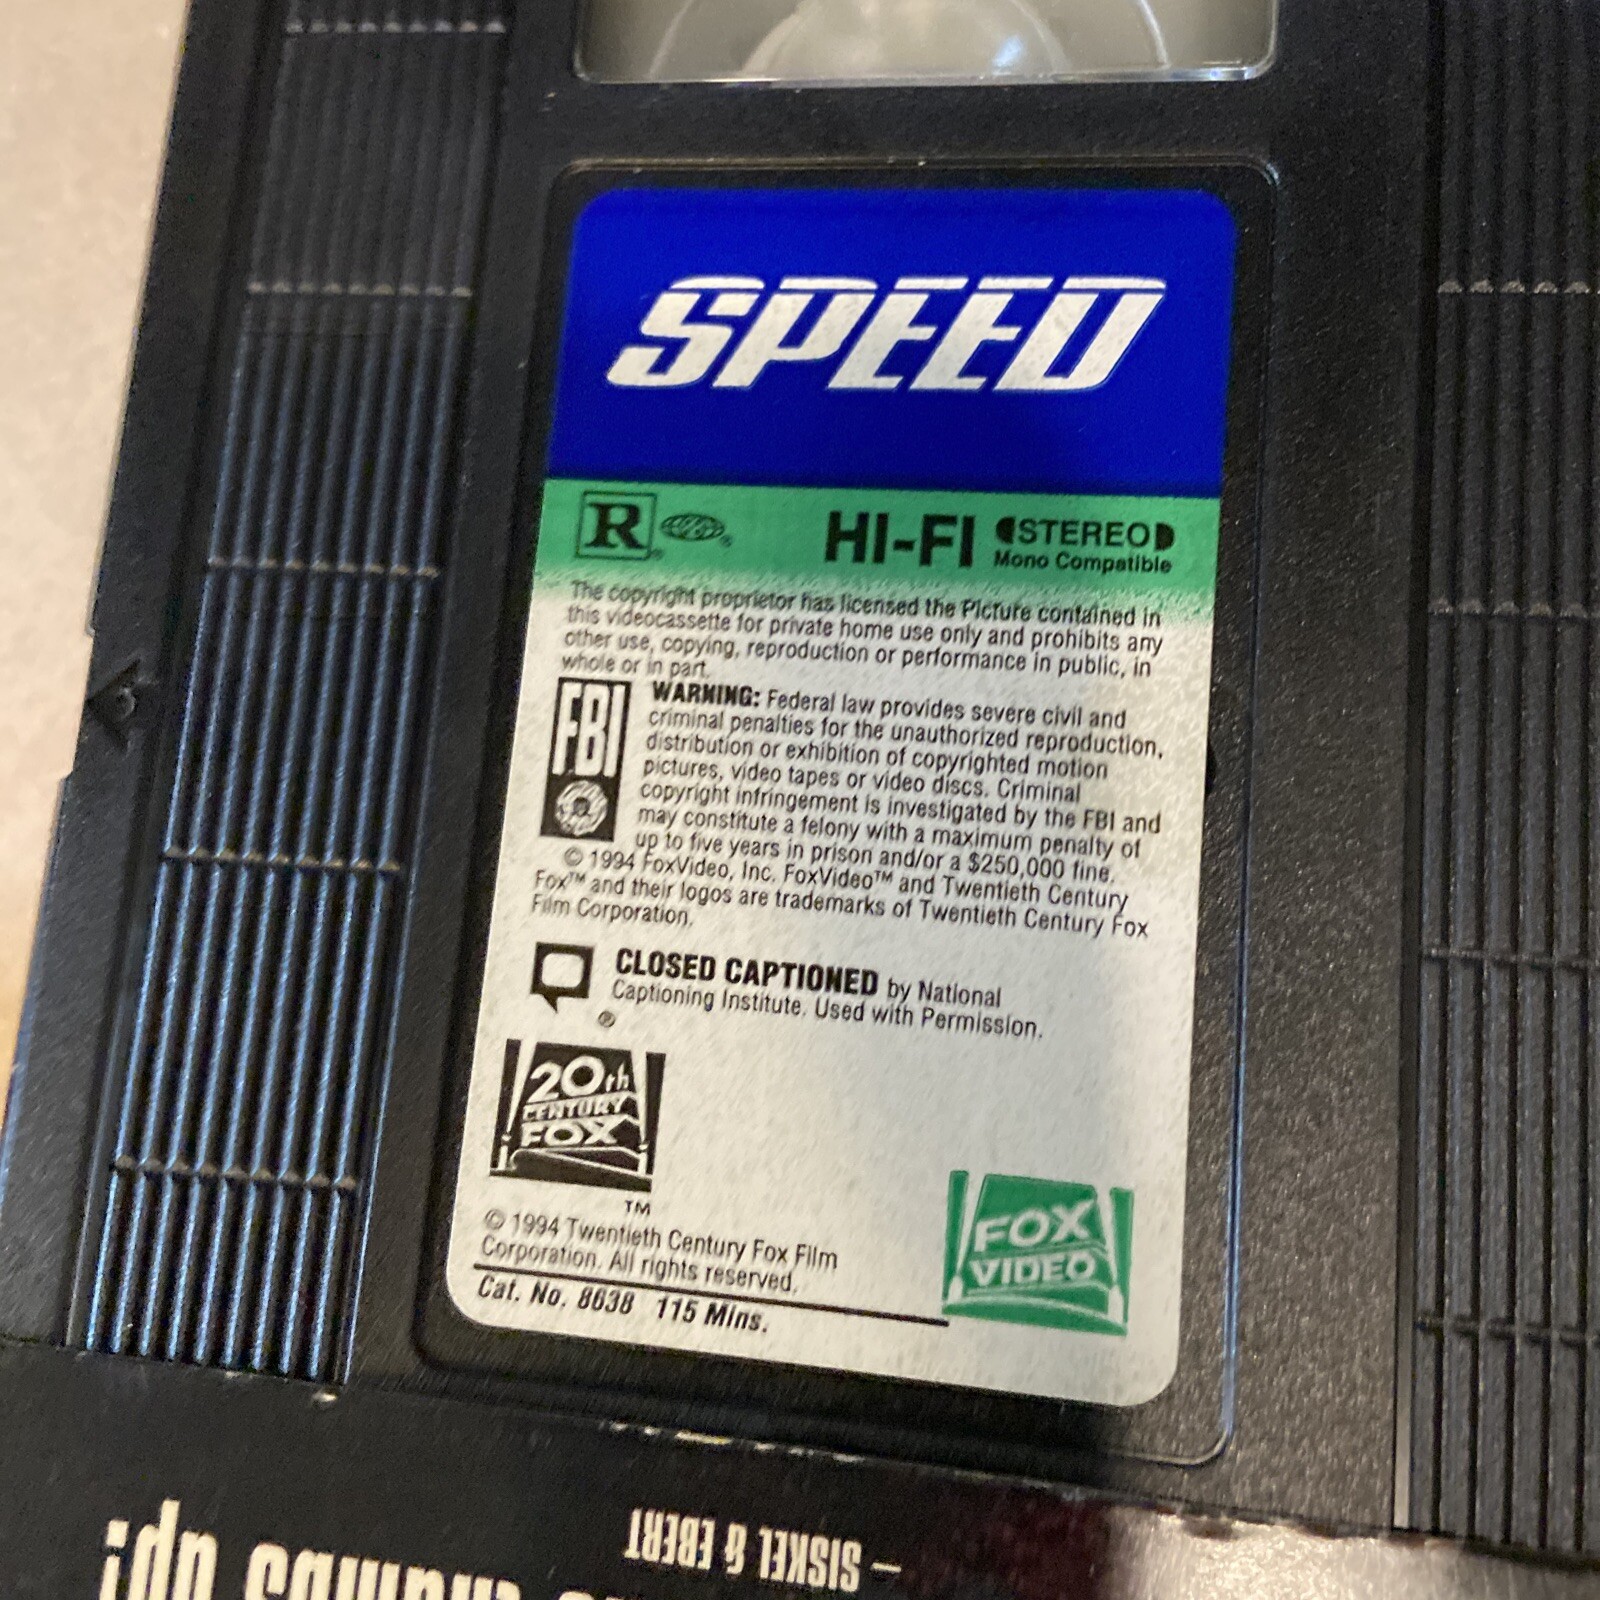 SPEED
R ®
®
HI-FI STEREO
Mono Compatible
The copyright proprietor has licensed the Picture contained in
this videocassette for private home use only and prohibits any
other use, copying, reproduction or performance in public, in
whole or in part.
FBI
WARNING: Federal law provides severe civil and
criminal penalties for the unauthorized reproduction,
distribution or exhibition of copyrighted motion
pictures, video tapes or video discs. Criminal
copyright infringement is investigated by the FBI and
may constitute a felony with a maximum penalty of
up to five years in prison and/or a $250,000 fine.
© 1994 FoxVideo, Inc. FoxVideo™ and Twentieth Century
Fox™ and their logos are trademarks of Twentieth Century Fox
Film Corporation.
CLOSED CAPTIONED by National
Captioning Institute. Used with Permission.
®
20th
CENTURY
FOX
TM
© 1994 Twentieth Century Fox Film
Corporation. All rights reserved.
Cat. No. 8638 115 Mins.
FOX
VIDEO
thumbs up!
– SISKEL & EBERT